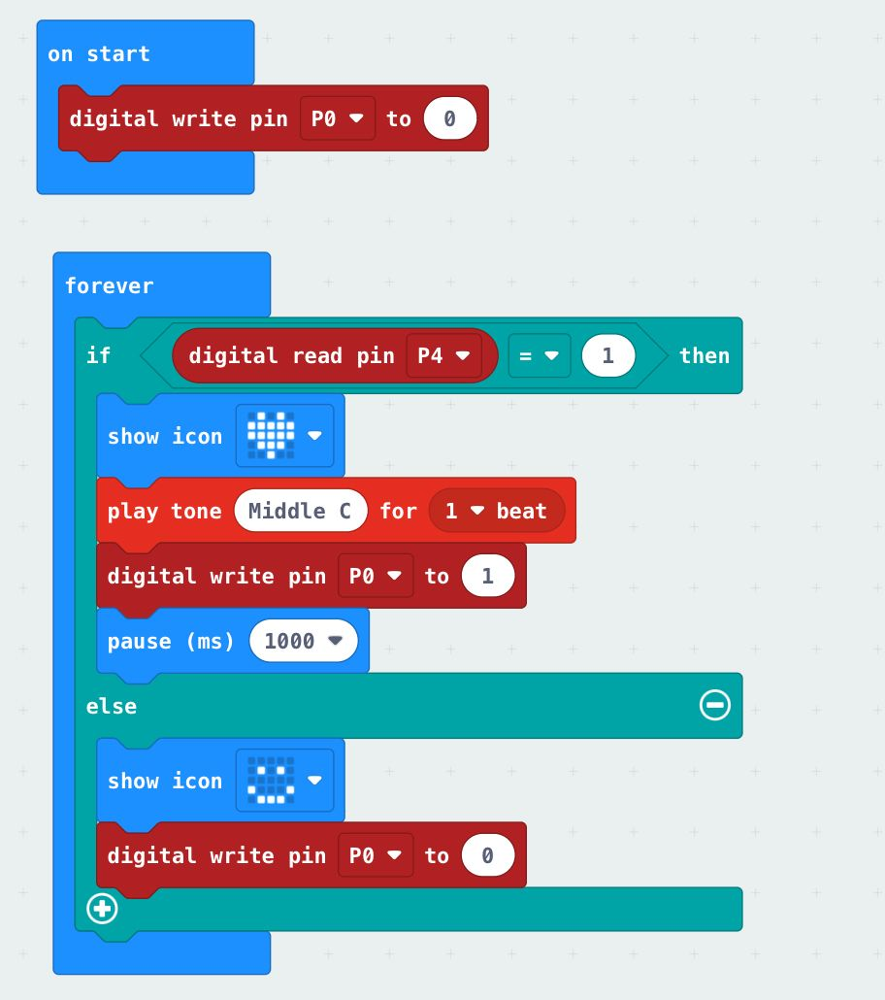 on start
digital write pin P0 to 0
forever
if digital read pin P4 = 1 then
show icon
play tone Middle C for 1 beat
digital write pin P0 to 1
pause (ms) 1000
else
show icon
digital write pin P0 to 0